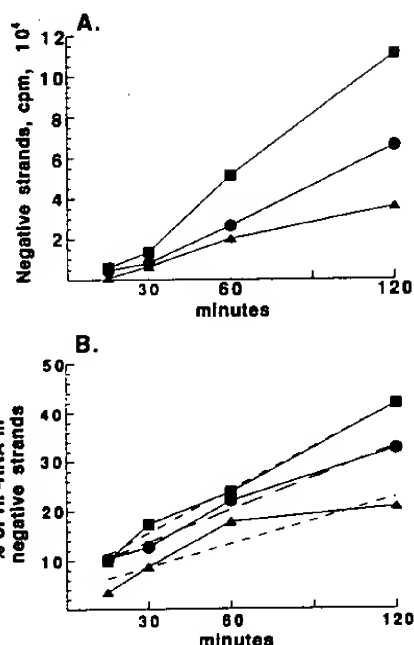 A.
Negative strands, cpm, 10⁴
12
10
8
6
4
2
30 60 120
minutes
B.
negative strands
50
40
30
20
10
30 60 120
minutes